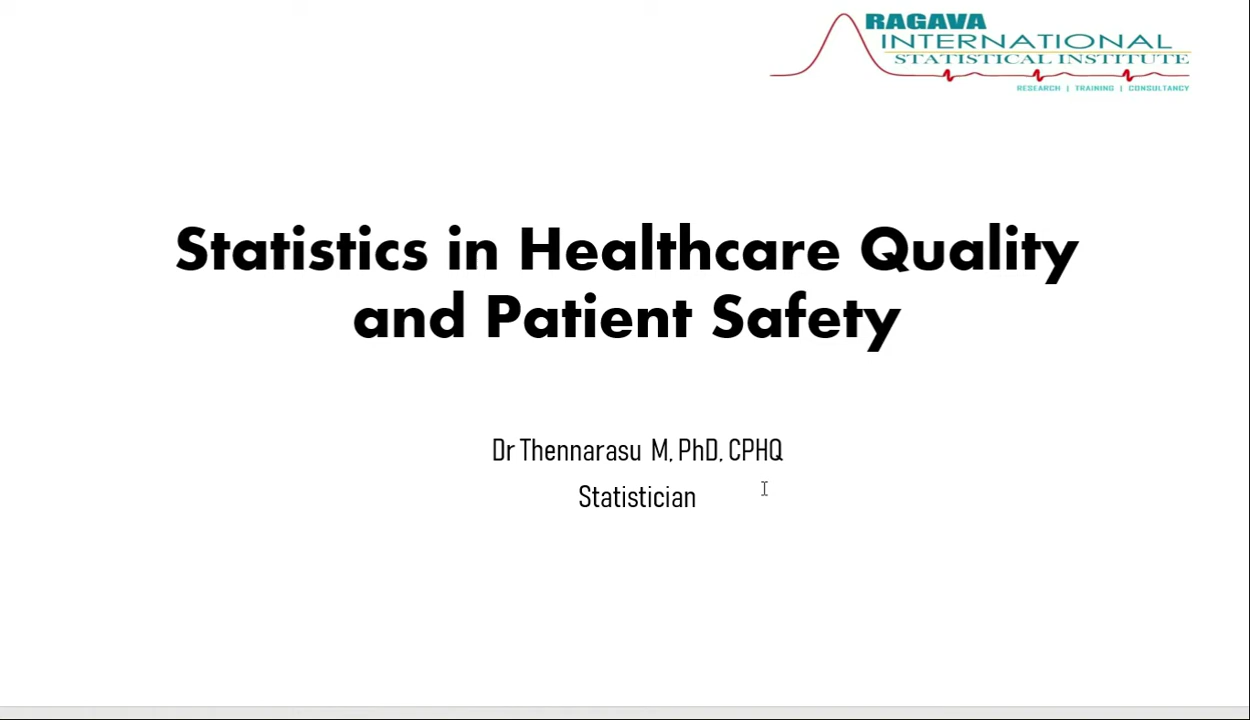 RAGAVA
INTERNATIONAL
STATISTICAL INSTITUTE
RESEARCH | TRAINING | CONSULTANCY
Statistics in Healthcare Quality
and Patient Safety
Dr Thennarasu M, PhD, CPHQ
Statistician